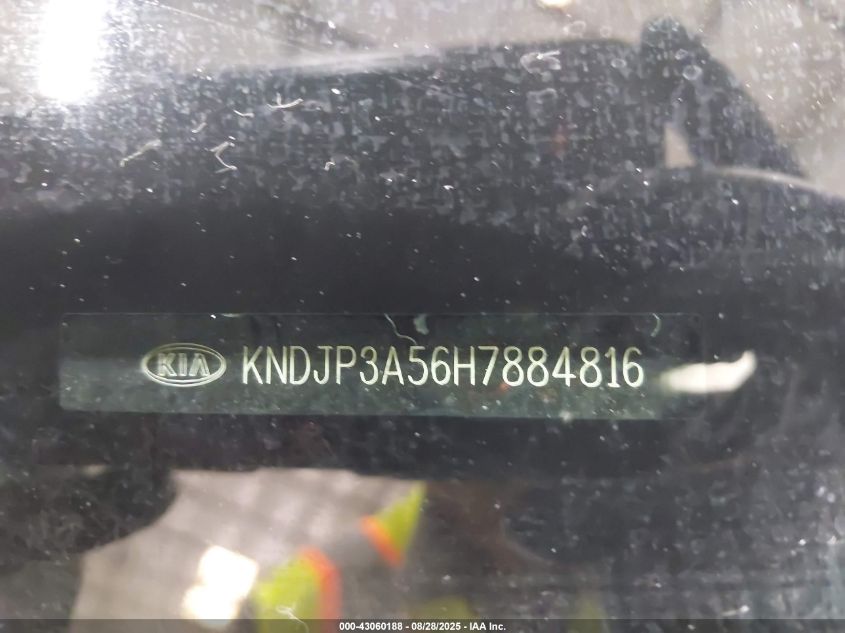 KIA KNDJP3A56H7884816
000-43060188 - 08/28/2025 - IAA Inc.